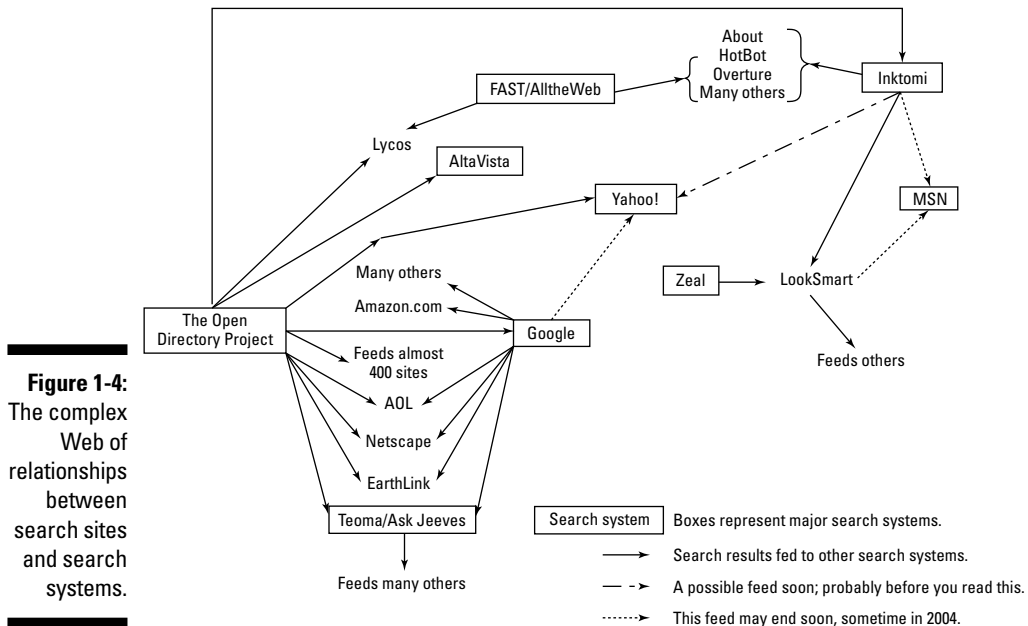 About
HotBot
Overture
Many others
Inktomi
FAST/AlltheWeb
Lycos
AltaVista
Yahoo!
MSN
Many others
Zeal
LookSmart
Amazon.com
The Open
Directory Project
Google
Feeds almost
400 sites
Feeds others
AOL
Netscape
EarthLink
Teoma/Ask Jeeves
Feeds many others
Figure 1-4:
The complex
Web of
relationships
between
search sites
and search
systems.
Search system
Boxes represent major search systems.
Search results fed to other search systems.
A possible feed soon; probably before you read this.
This feed may end soon, sometime in 2004.